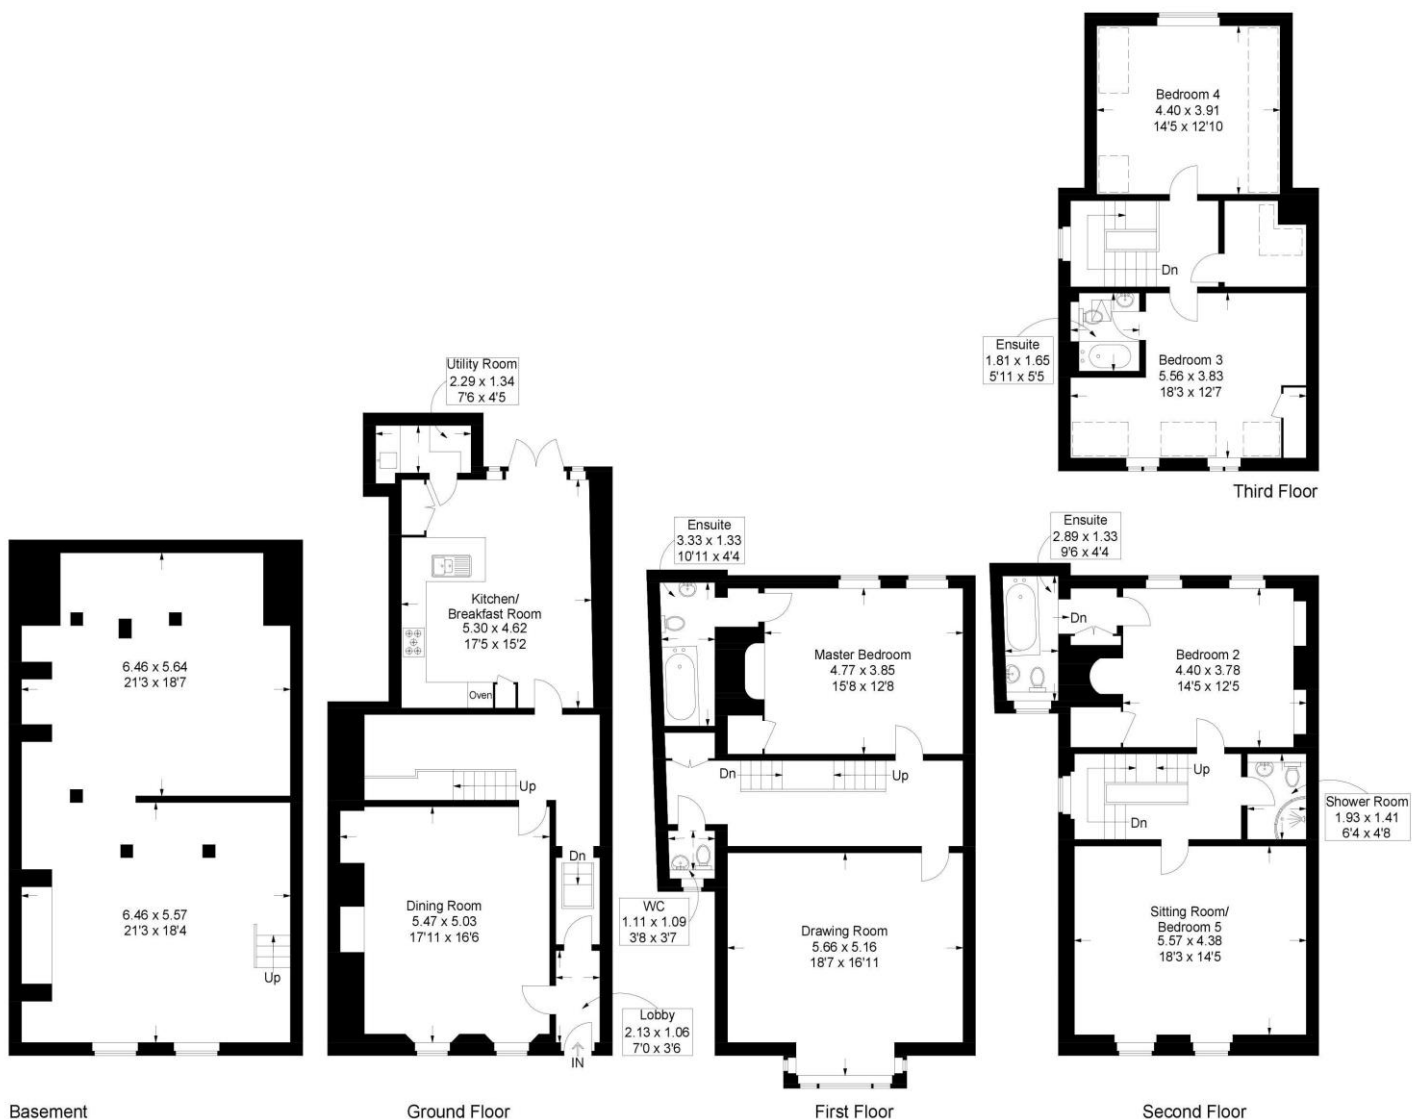 Bedroom 4
4.40 x 3.91
14'5 x 12'10
Dn
Ensuite
1.81 x 1.65
5'11 x 5'5
Bedroom 3
5.56 x 3.83
18'3 x 12'7
Third Floor
Utility Room
2.29 x 1.34
7'6 x 4'5
Kitchen/
Breakfast Room
5.30 x 4.62
17'5 x 15'2
Oven
Up
Dining Room
5.47 x 5.03
17'11 x 16'6
Dn
Lobby
2.13 x 1.06
7'0 x 3'6
IN
Ground Floor
6.46 x 5.64
21'3 x 18'7
6.46 x 5.57
21'3 x 18'4
Up
Basement
Ensuite
3.33 x 1.33
10'11 x 4'4
Master Bedroom
4.77 x 3.85
15'8 x 12'8
Dn
Up
WC
1.11 x 1.09
3'8 x 3'7
Drawing Room
5.66 x 5.16
18'7 x 16'11
First Floor
Ensuite
2.89 x 1.33
9'6 x 4'4
Dn
Bedroom 2
4.40 x 3.78
14'5 x 12'5
Up
Dn
Shower Room
1.93 x 1.41
6'4 x 4'8
Sitting Room/
Bedroom 5
5.57 x 4.38
18'3 x 14'5
Second Floor